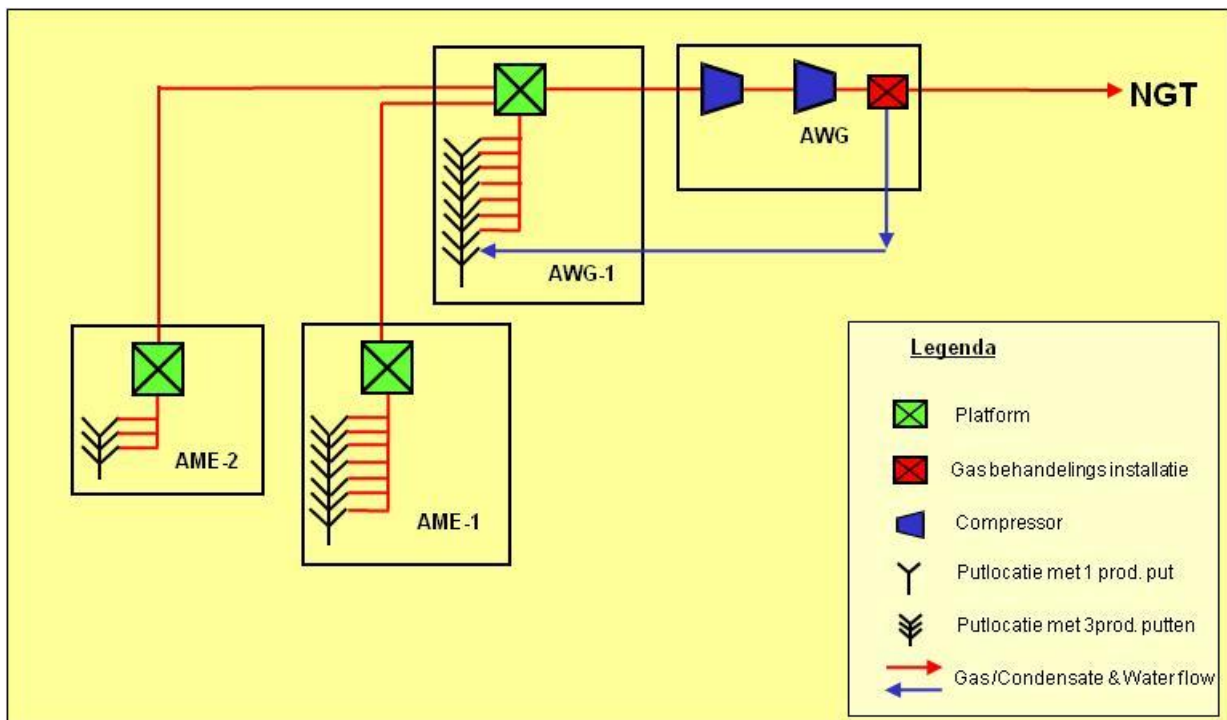 NGT
AWG
AWG-1
AME-2
AME-1
Legenda
Platform
Gas behandelings installatie
Compressor
Putlocatie met 1 prod. put
Putlocatie met 3prod. putten
Gas/Condensate & Water flow